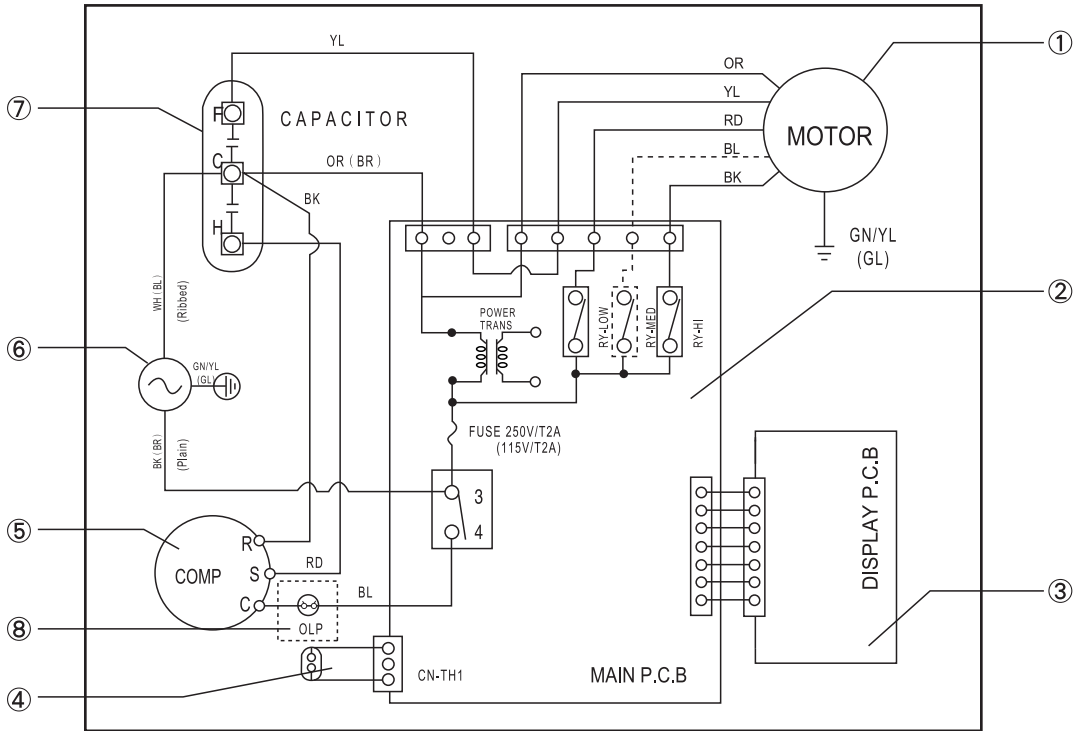 YL
OR
①
YL
⑦
F
CAPACITOR
RD
MOTOR
C
OR (BR)
BL
BK
BK
H
GN/YL
(GL)
②
WH (BL)
(Ribbed)
POWER
TRANS
RY-LOW
RY-MED
RY-HI
⑥
GN/YL
(GL)
FUSE 250V/T2A
(115V/T2A)
BK (BR)
(Plain)
3
4
DISPLAY P.C.B
⑤
R
COMP
S
RD
C
BL
③
⑧
OLP
④
CN-TH1
MAIN P.C.B